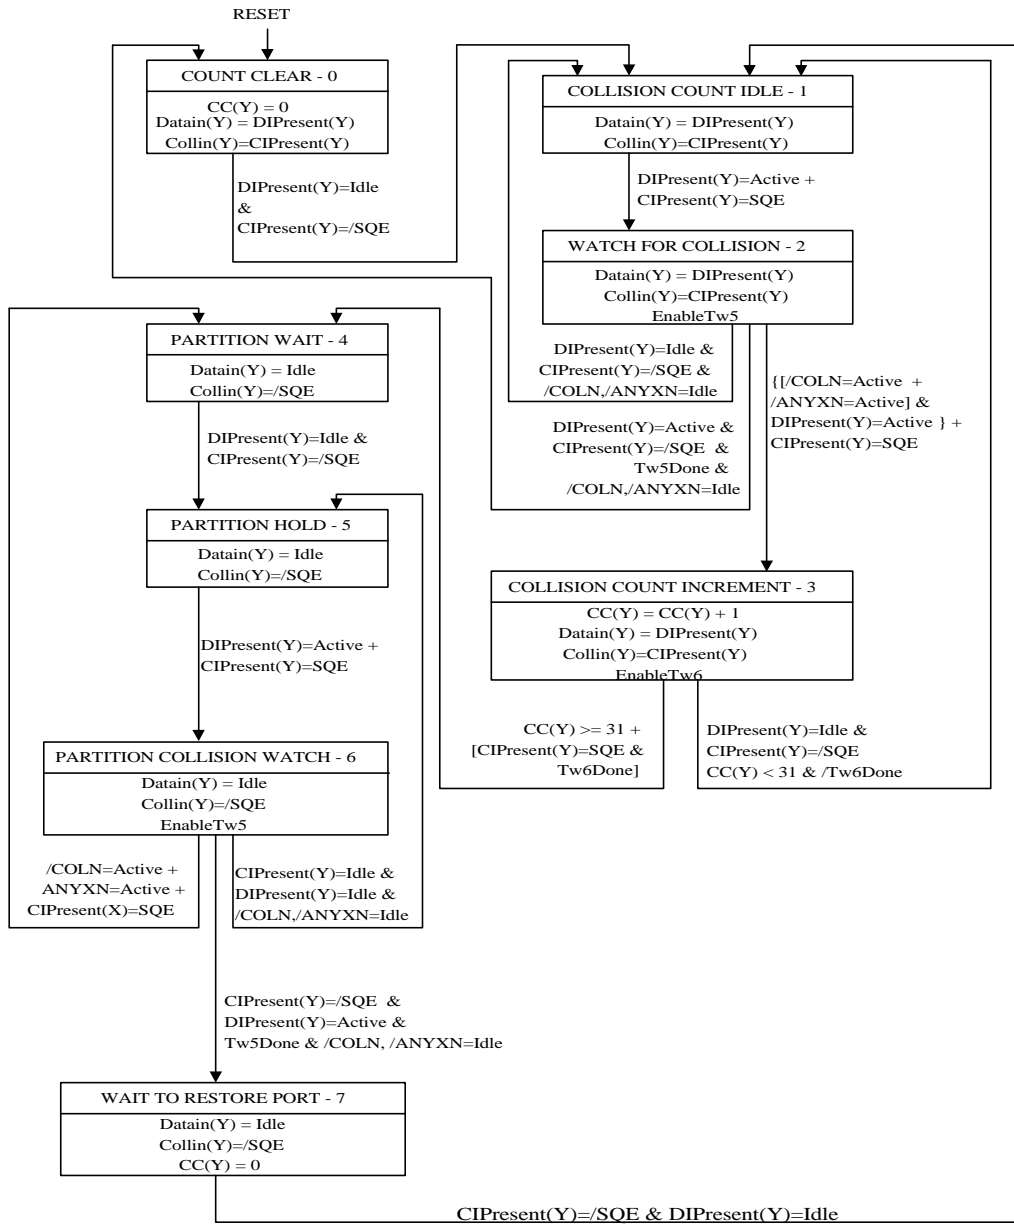 RESET
COUNT CLEAR - 0
CC(Y) = 0
Datain(Y) = DIPresent(Y)
Collin(Y)=CIPresent(Y)
DIPresent(Y)=Idle
&
CIPresent(Y)=/SQE
COLLISION COUNT IDLE - 1
Datain(Y) = DIPresent(Y)
Collin(Y)=CIPresent(Y)
DIPresent(Y)=Active +
CIPresent(Y)=SQE
WATCH FOR COLLISION - 2
Datain(Y) = DIPresent(Y)
Collin(Y)=CIPresent(Y)
EnableTw5
DIPresent(Y)=Idle &
CIPresent(Y)=/SQE &
/COLN,/ANYXN=Idle
DIPresent(Y)=Active &
CIPresent(Y)=/SQE &
Tw5Done &
/COLN,/ANYXN=Idle
{[/COLN=Active +
/ANYXN=Active] &
DIPresent(Y)=Active } +
CIPresent(Y)=SQE
COLLISION COUNT INCREMENT - 3
CC(Y) = CC(Y) + 1
Datain(Y) = DIPresent(Y)
Collin(Y)=CIPresent(Y)
EnableTw6
CC(Y) >= 31 +
[CIPresent(Y)=SQE &
Tw6Done]
DIPresent(Y)=Idle &
CIPresent(Y)=/SQE
CC(Y) < 31 & /Tw6Done
PARTITION WAIT - 4
Datain(Y) = Idle
Collin(Y)=/SQE
DIPresent(Y)=Idle &
CIPresent(Y)=/SQE
PARTITION HOLD - 5
Datain(Y) = Idle
Collin(Y)=/SQE
DIPresent(Y)=Active +
CIPresent(Y)=SQE
PARTITION COLLISION WATCH - 6
Datain(Y) = Idle
Collin(Y)=/SQE
EnableTw5
/COLN=Active +
ANYXN=Active +
CIPresent(X)=SQE
CIPresent(Y)=Idle &
DIPresent(Y)=Idle &
/COLN,/ANYXN=Idle
CIPresent(Y)=/SQE &
DIPresent(Y)=Active &
Tw5Done & /COLN, /ANYXN=Idle
WAIT TO RESTORE PORT - 7
Datain(Y) = Idle
Collin(Y)=/SQE
CC(Y) = 0
CIPresent(Y)=/SQE & DIPresent(Y)=Idle